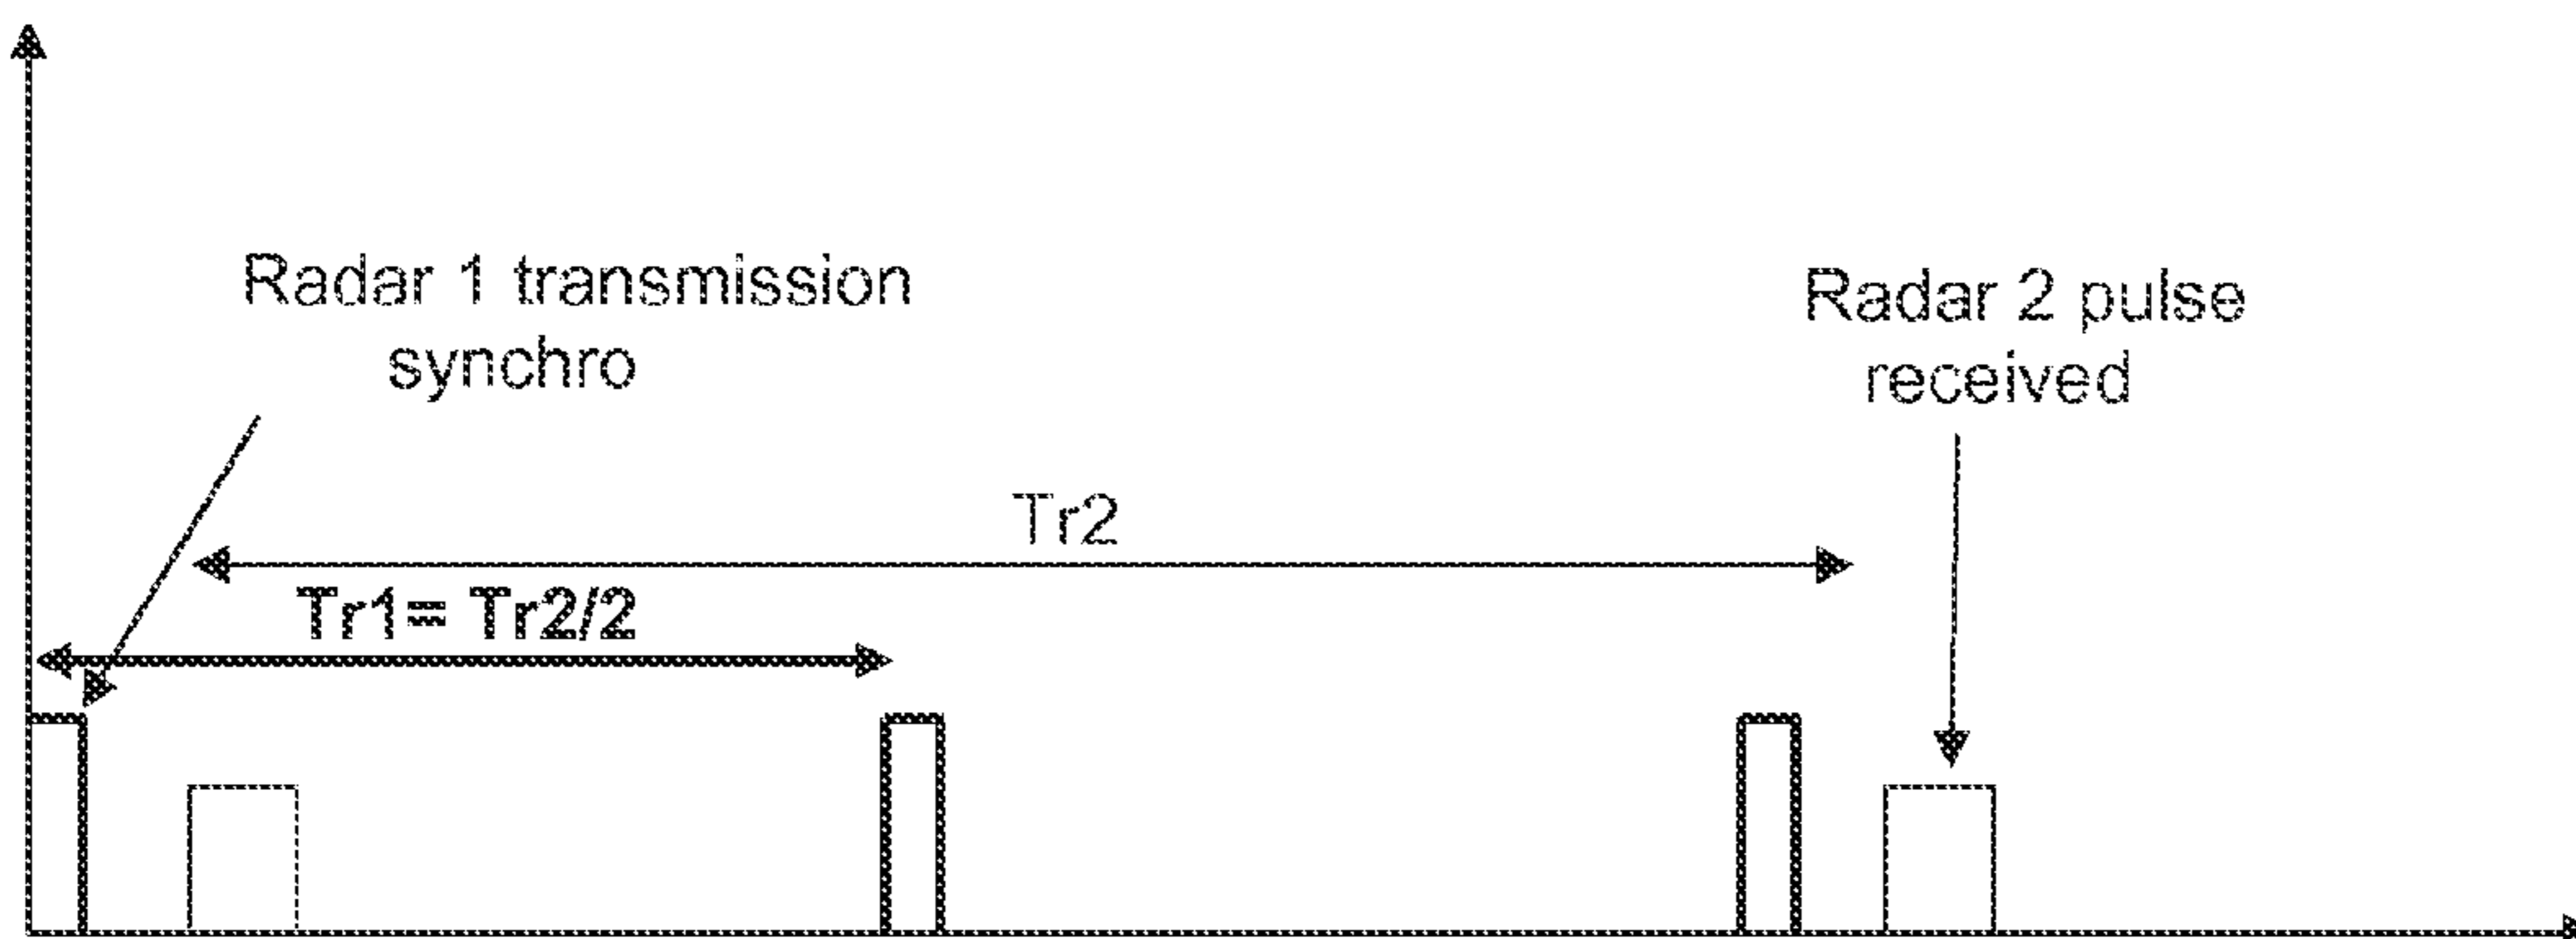 Radar 1 transmission
synchro
Radar 2 pulse
received
Tr2
Tr1= Tr2/2